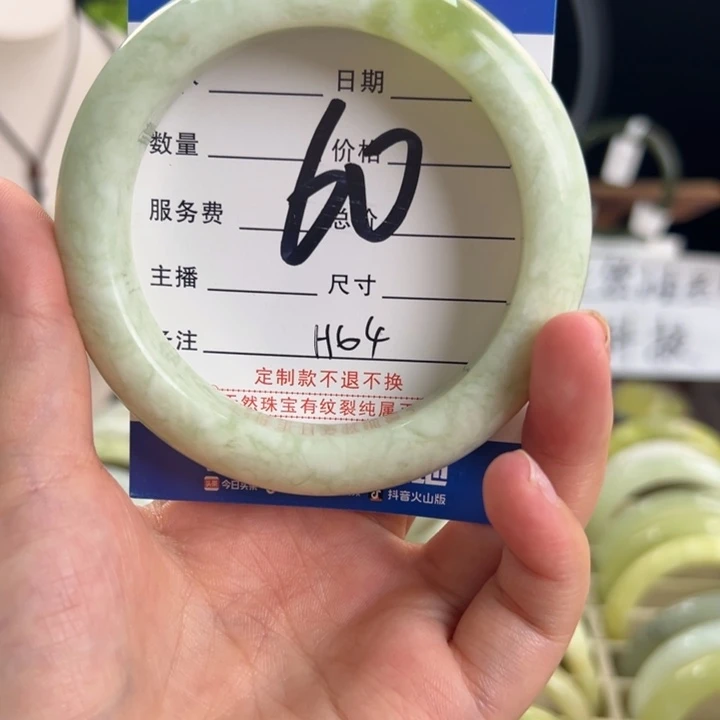 日期
数量 价格
60
服务费 总价
主播 尺寸
注 H64
定制款不退不换
天然珠宝有纹裂纯属
今日头条 抖音火山版